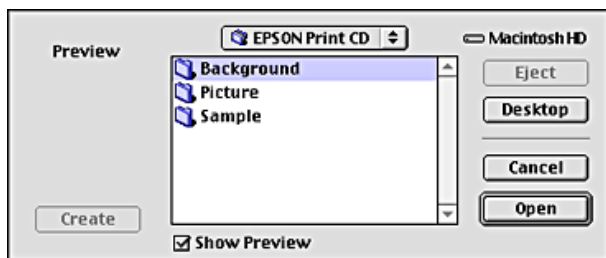 EPSON Print CD
Macintosh HD
Preview
Background
Picture
Sample
Eject
Desktop
Cancel
Open
Create
Show Preview